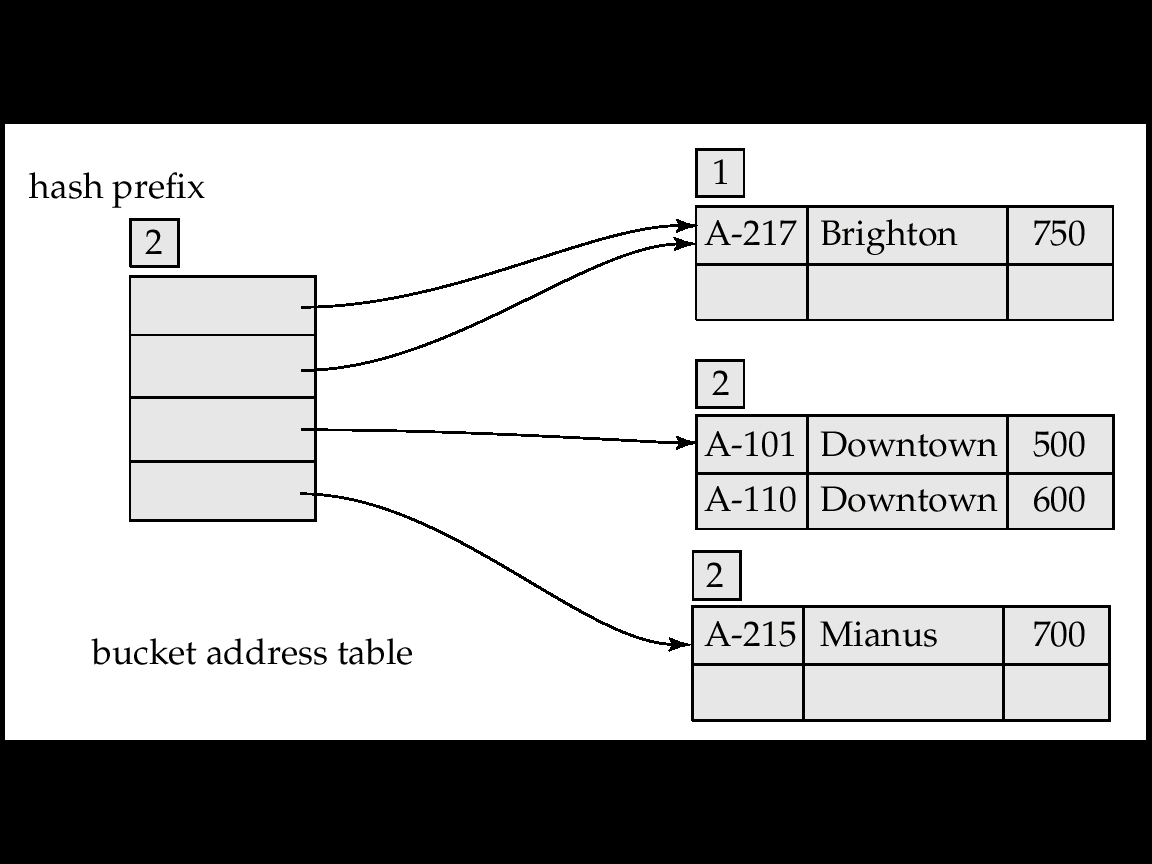 hash prefix
2
1
A-217 Brighton 750
2
A-101 Downtown 500
A-110 Downtown 600
2
A-215 Mianus 700
bucket address table